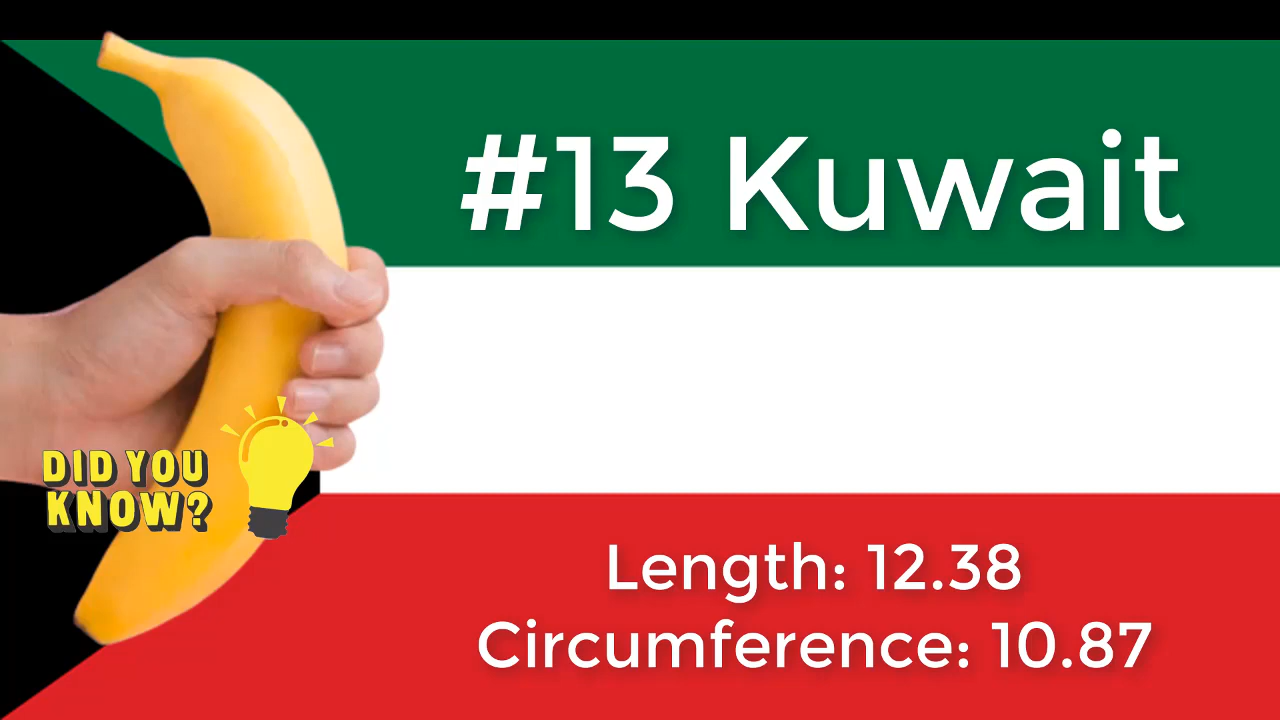 #13 Kuwait
DID YOU
KNOW?
Length: 12.38
Circumference: 10.87